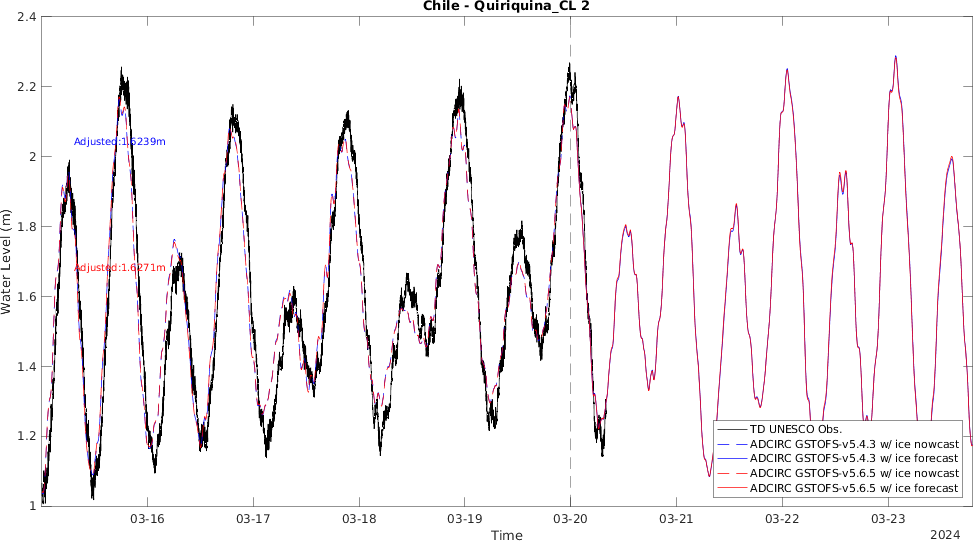 Chile - Quiriquina_CL 2
2.4
2.2
2
1.8
1.6
1.4
1.2
1
Water Level (m)
Adjusted:1.6239m
Adjusted:1.6271m
TD UNESCO Obs.
ADCIRC GSTOFS-v5.4.3 w/ ice nowcast
ADCIRC GSTOFS-v5.4.3 w/ ice forecast
ADCIRC GSTOFS-v5.6.5 w/ ice nowcast
ADCIRC GSTOFS-v5.6.5 w/ ice forecast
03-16 03-17 03-18 03-19 03-20 03-21 03-22 03-23
Time
2024